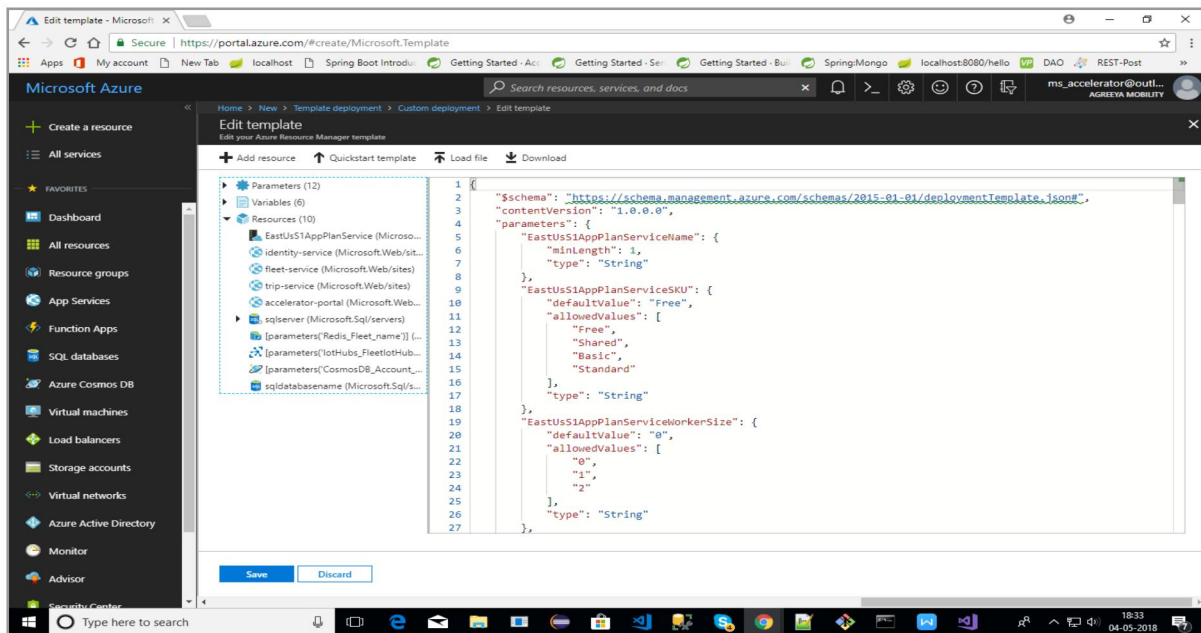 Edit template - Microsoft
Secure | https://portal.azure.com/#create/Microsoft.Template
Apps My account New Tab localhost Spring Boot Introduc Getting Started · Acc Getting Started · Ser Getting Started · Buil Spring:Mongo localhost:8080/hello VP DAO REST-Post »
Microsoft Azure
Search resources, services, and docs
ms_accelerator@outl...
AGREEYA MOBILITY
Home > New > Template deployment > Custom deployment > Edit template
Edit template
Edit your Azure Resource Manager template
Add resource Quickstart template Load file Download
Create a resource
All services
FAVORITES
Dashboard
All resources
Resource groups
App Services
Function Apps
SQL databases
Azure Cosmos DB
Virtual machines
Load balancers
Storage accounts
Virtual networks
Azure Active Directory
Monitor
Advisor
Security Center
Parameters (12)
Variables (6)
Resources (10)
EastUsS1AppPlanService (Microso...
identity-service (Microsoft.Web/sit...
fleet-service (Microsoft.Web/sites)
trip-service (Microsoft.Web/sites)
accelerator-portal (Microsoft.Web...
sqlserver (Microsoft.Sql/servers)
[parameters('Redis_Fleet_name')] (...
[parameters('IotHubs_FleetIotHub...
[parameters('CosmosDB_Account_...
sqldatabasename (Microsoft.Sql/s...
1 {
2 "$schema": "https://schema.management.azure.com/schemas/2015-01-01/deploymentTemplate.json#",
3 "contentVersion": "1.0.0.0",
4 "parameters": {
5 "EastUsS1AppPlanServiceName": {
6 "minLength": 1,
7 "type": "String"
8 },
9 "EastUsS1AppPlanServiceSKU": {
10 "defaultValue": "Free",
11 "allowedValues": [
12 "Free",
13 "Shared",
14 "Basic",
15 "Standard"
16 ],
17 "type": "String"
18 },
19 "EastUsS1AppPlanServiceWorkerSize": {
20 "defaultValue": "0",
21 "allowedValues": [
22 "0",
23 "1",
24 "2"
25 ],
26 "type": "String"
27 },
Save Discard
Type here to search
18:33
04-05-2018